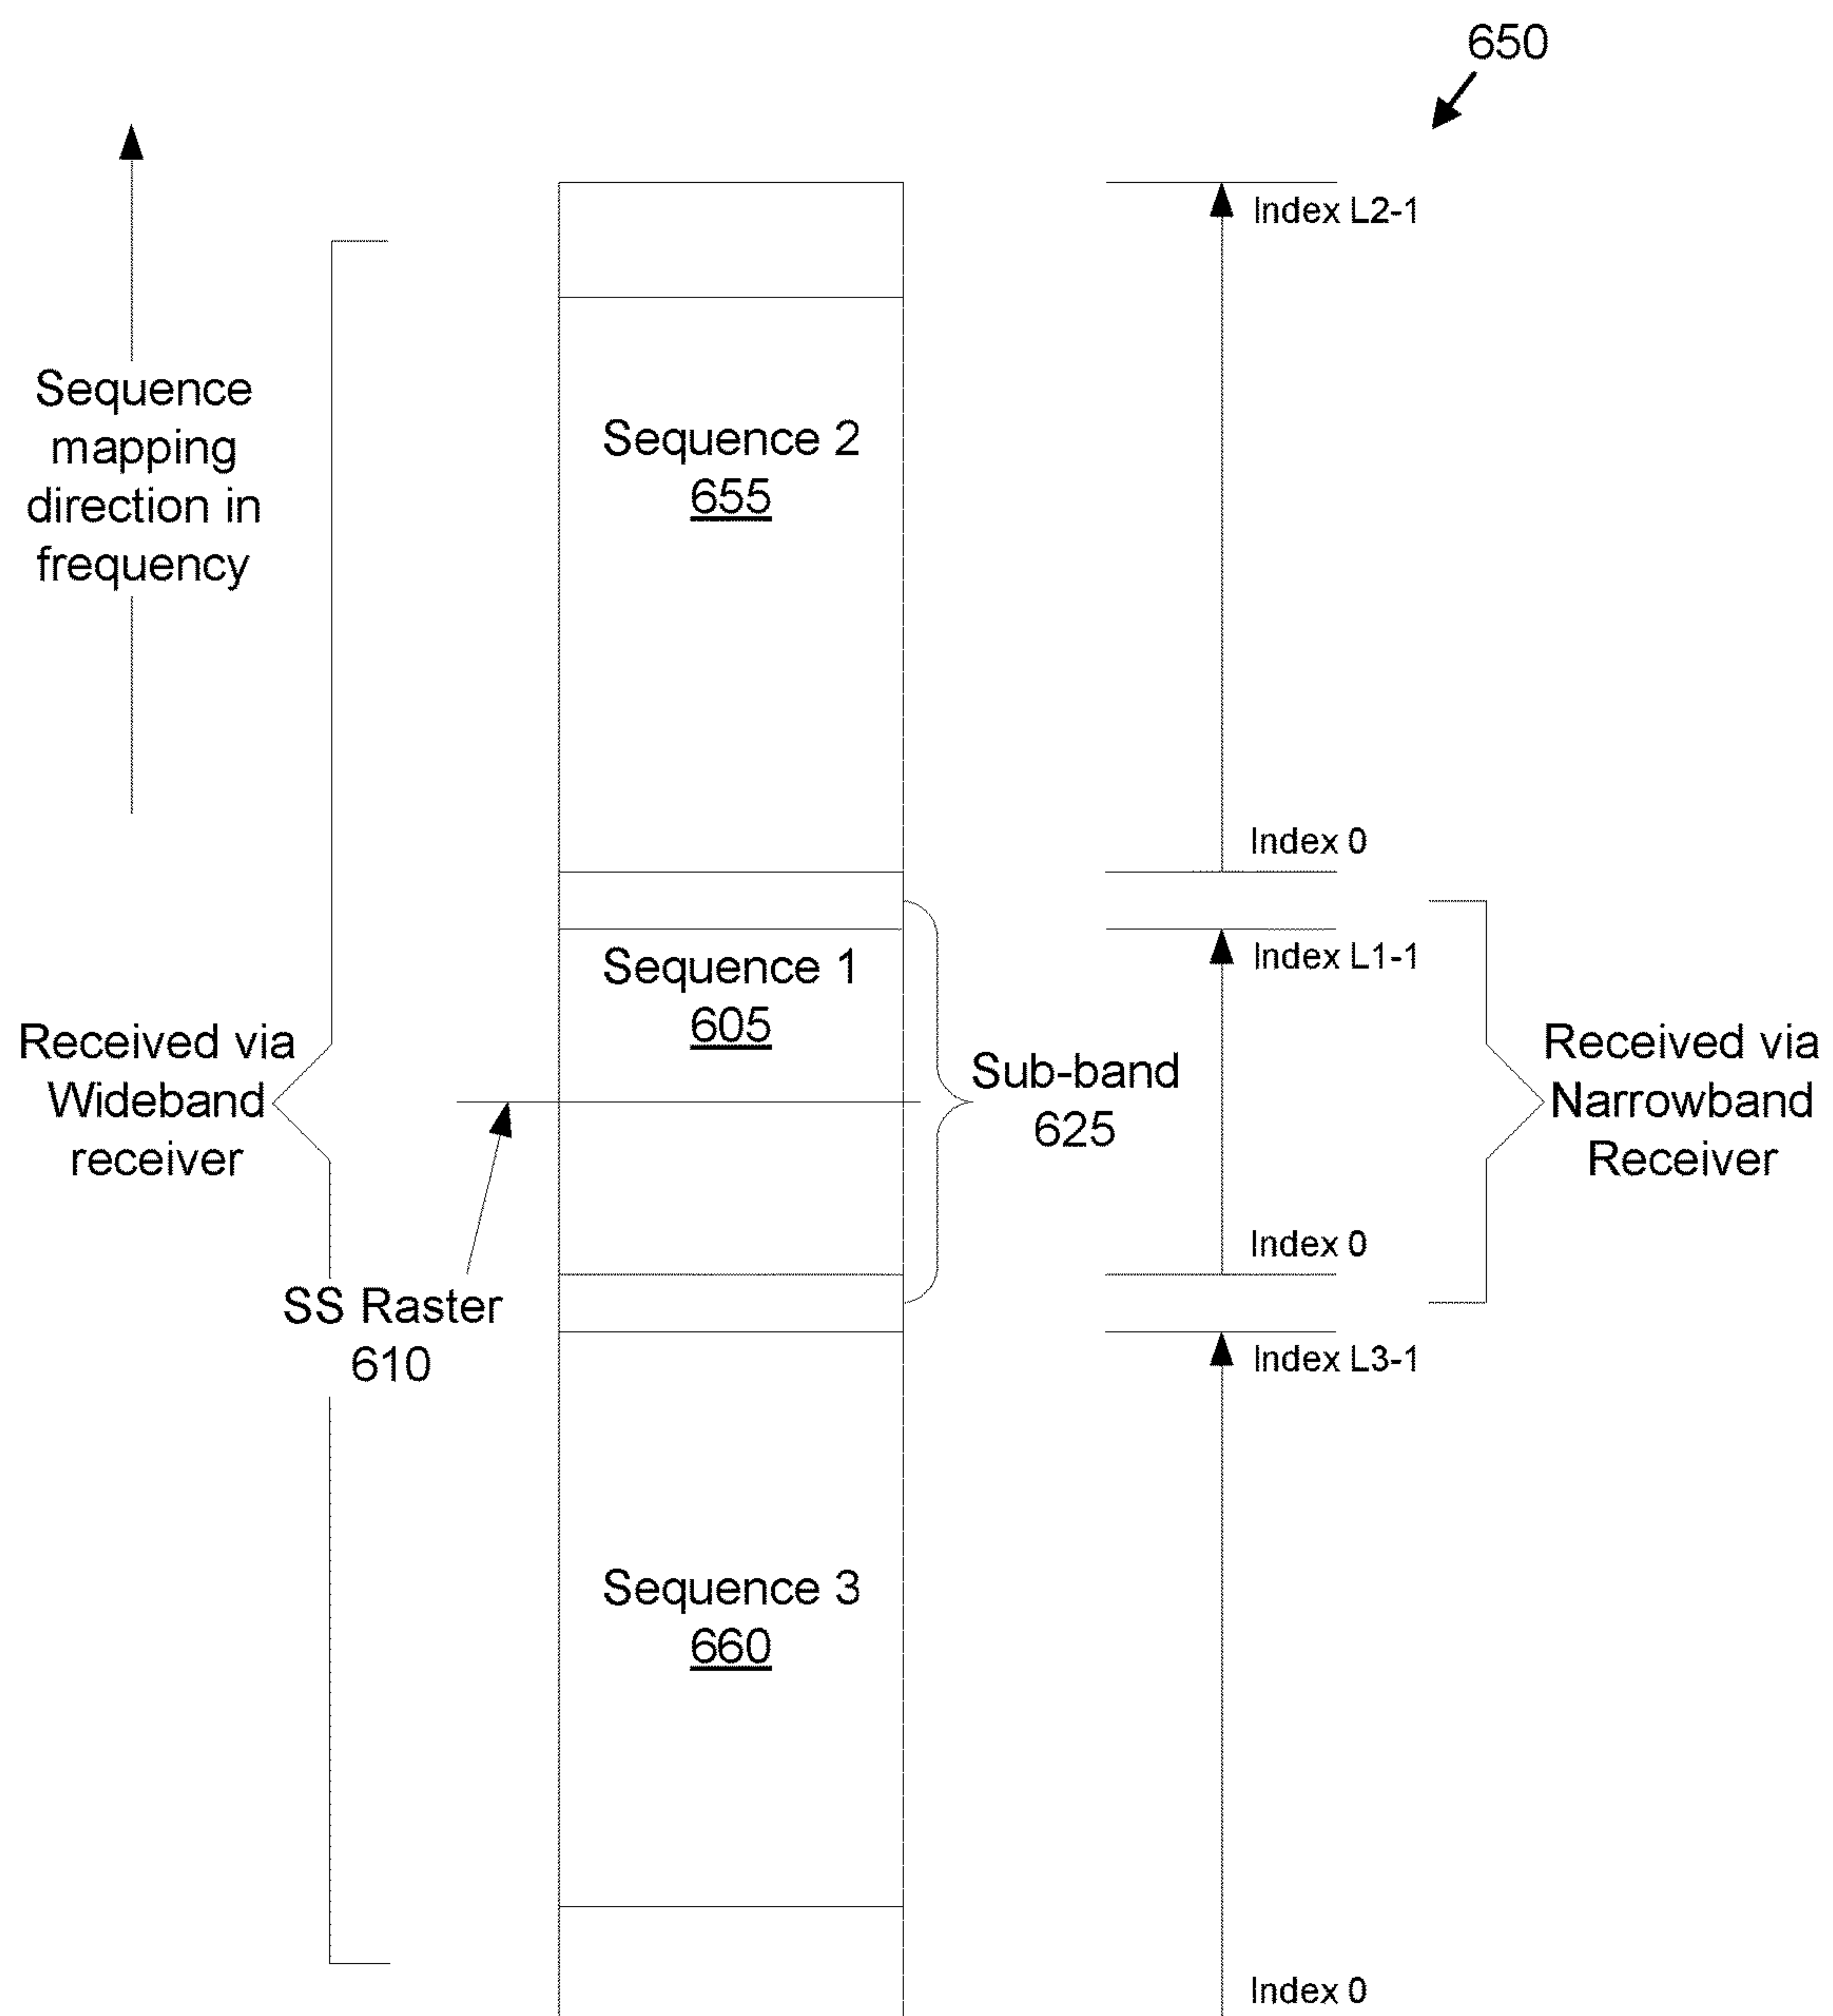 650
Index L2-1
Sequence
mapping
direction in
frequency
Sequence 2
655
Index 0
Index L1-1
Sequence 1
605
Received via
Wideband
receiver
Sub-band
625
Received via
Narrowband
Receiver
Index 0
SS Raster
610
Index L3-1
Sequence 3
660
Index 0